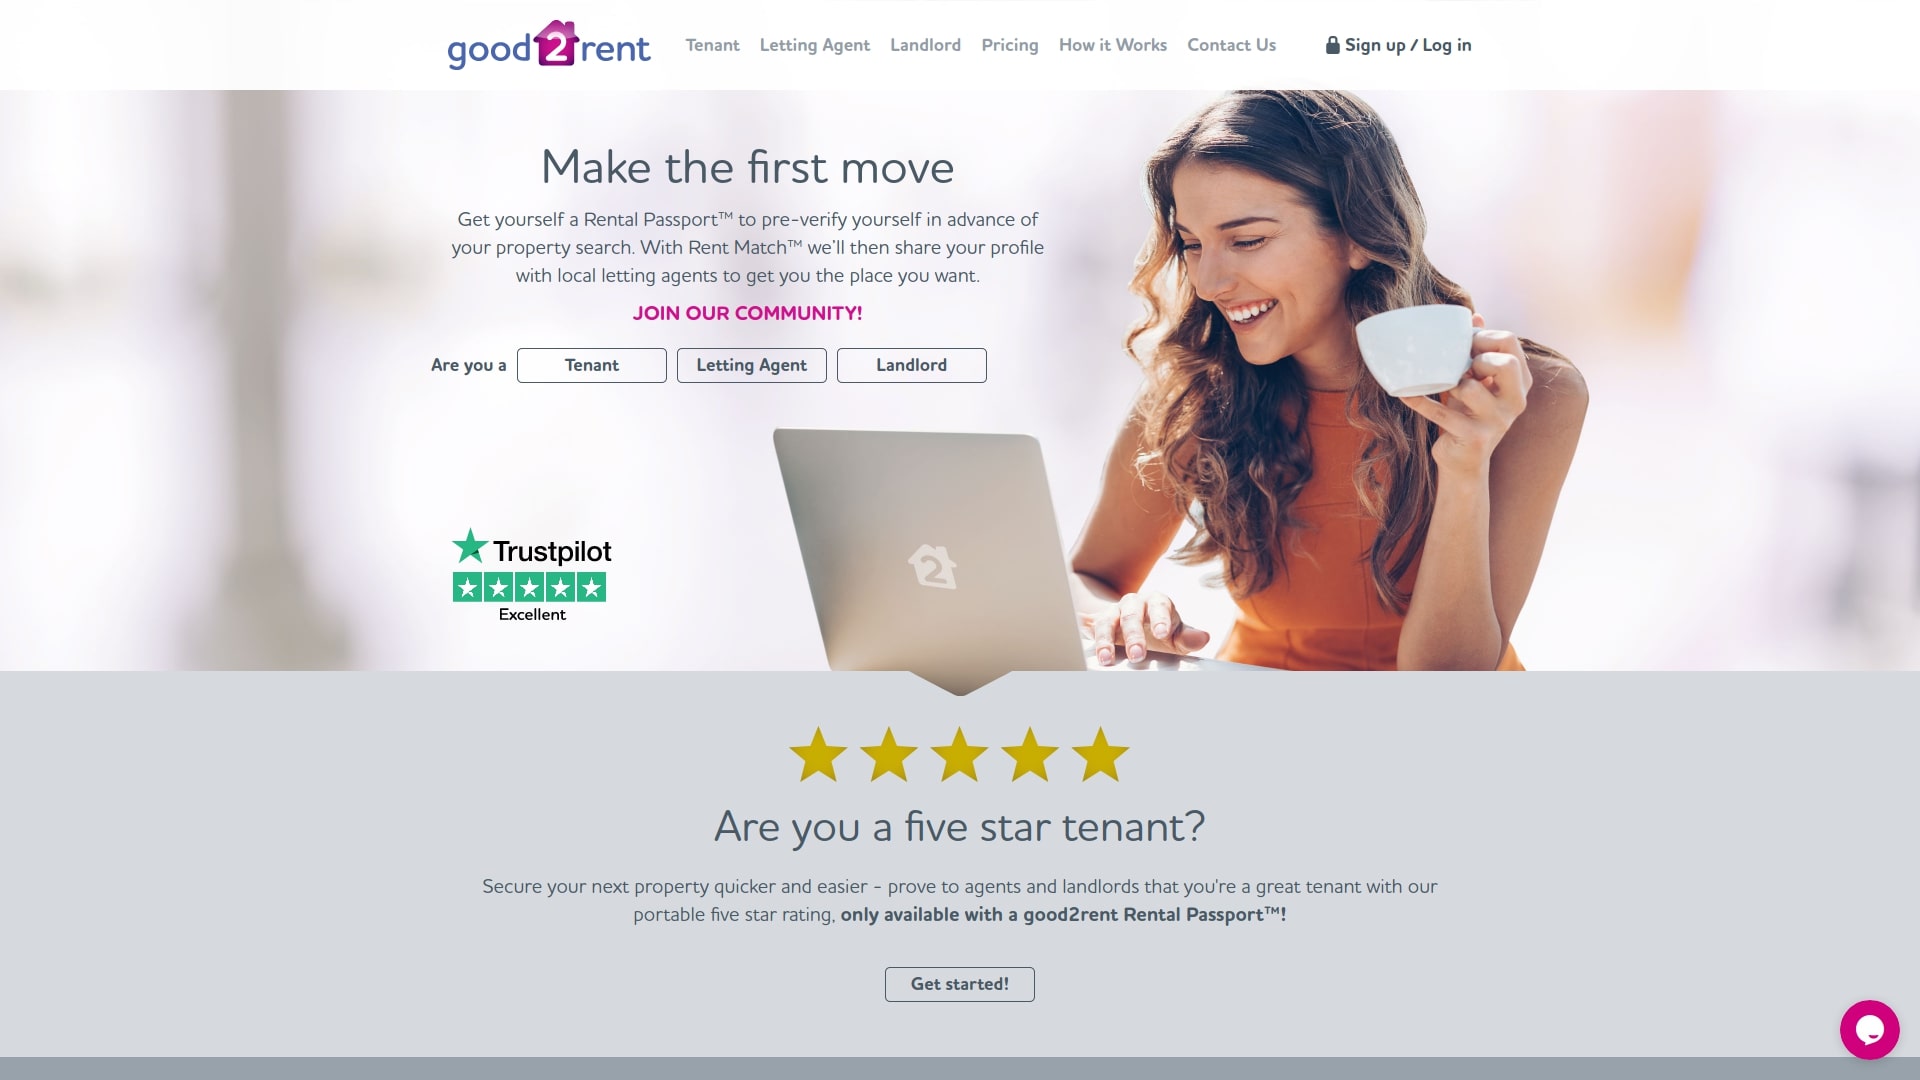 good2rent
Tenant
Letting Agent
Landlord
Pricing
How it Works
Contact Us
Sign up / Log in
Make the first move
Get yourself a Rental Passport™ to pre-verify yourself in advance of
your property search. With Rent Match™ we'll then share your profile
with local letting agents to get you the place you want.
JOIN OUR COMMUNITY!
Are you a
Tenant
Letting Agent
Landlord
2
Trustpilot
Excellent
Are you a five star tenant?
Secure your next property quicker and easier - prove to agents and landlords that you're a great tenant with our
portable five star rating, only available with a good2rent Rental Passport™!
Get started!